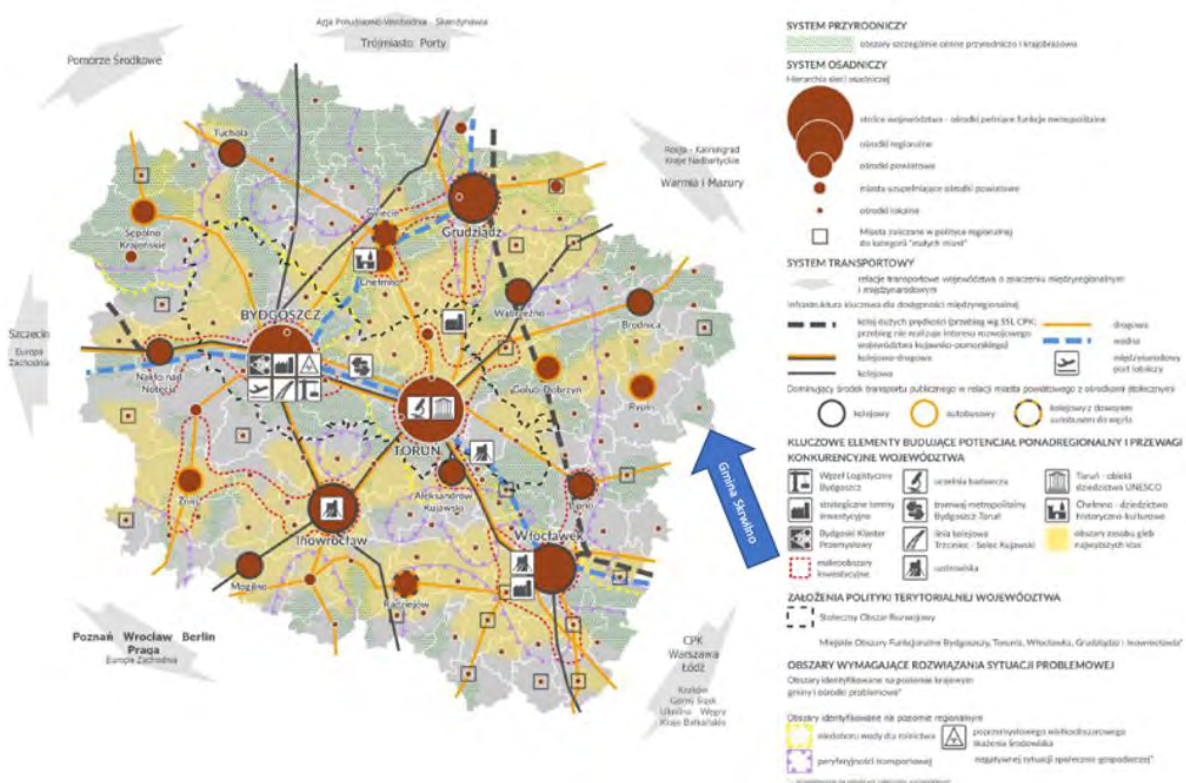 Azja Południowo-Wschodnia - Skandynawia
Trójmiasto Porty
Pomorze Środkowe
Rosja - Kaliningrad
Kraje Nadbałtyckie
Warmia i Mazury
Szczecin
Europa
Zachodnia
Poznań Wrocław Berlin
Praga
Europa Zachodnia
CPK
Warszawa
Łódź
Kraków
Górny Śląsk
Ukraina Węgry
Kraje Bałkańskie
Tuchola
Sępólno
Krajeńskie
Świecie
Grudziądz
Chełmno
BYDGOSZCZ
Wąbrzeźno
Brodnica
Nakło nad
Notecią
Golub-Dobrzyń
Rypin
TORUŃ
Żnin
Aleksandrów
Kujawski
Lipno
Inowrocław
Włocławek
Mogilno
Radziejów
Gmina Skrwilno
SYSTEM PRZYRODNICZY
obszary szczególnie cenne przyrodniczo i krajobrazowo
SYSTEM OSADNICZY
Hierarchia sieci osadniczej
stolice województwa - ośrodki pełniące funkcje metropolitalne
ośrodki regionalne
ośrodki powiatowe
miasta uzupełniające ośrodki powiatowe
ośrodki lokalne
Miasta zaliczane w polityce regionalnej
do kategorii "małych miast"
SYSTEM TRANSPORTOWY
relacje transportowe województwa o znaczeniu międzyregionalnym
i międzynarodowym
Infrastruktura kluczowa dla dostępności międzyregionalnej
kolej dużych prędkości (przebieg wg SSL CPK;
przebieg nie realizuje interesu rozwojowego
województwa kujawsko-pomorskiego)
kolejowo-drogowa
kolejowa
drogowa
wodna
międzynarodowy
port lotniczy
Dominujący środek transportu publicznego w relacji miasta powiatowego z ośrodkami stołecznymi
kolejowy
autobusowy
kolejowy z dowozem
autobusem do węzła
KLUCZOWE ELEMENTY BUDUJĄCE POTENCJAŁ PONADREGIONALNY I PRZEWAGI
KONKURENCYJNE WOJEWÓDZTWA
Węzeł Logistyczny
Bydgoszcz
uczelnia badawcza
Toruń - obiekt
dziedzictwa UNESCO
strategiczne tereny
inwestycyjne
tramwaj metropolitalny
Bydgoszcz-Toruń
Chełmno - dziedzictwo
historyczno-kulturowe
Bydgoski Klaster
Przemysłowy
linia kolejowa
Trzciniec - Solec Kujawski
obszary zasobu gleb
najwyższych klas
makroobszary
inwestycyjne
uzdrowiska
ZAŁOŻENIA POLITYKI TERYTORIALNEJ WOJEWÓDZTWA
Stołeczny Obszar Rozwojowy
Miejskie Obszary Funkcjonalne Bydgoszczy, Torunia, Włocławka, Grudziądza i Inowrocławia*
OBSZARY WYMAGAJĄCE ROZWIĄZANIA SYTUACJI PROBLEMOWEJ
Obszary identyfikowane na poziomie krajowym
gminy i ośrodki problemowe*
Obszary identyfikowane na poziomie regionalnym
niedoboru wody dla rolnictwa
poprzemysłowego wielkoobszarowego
skażenia środowiska
peryferyjności transportowej
negatywnej sytuacji społeczno-gospodarczej*